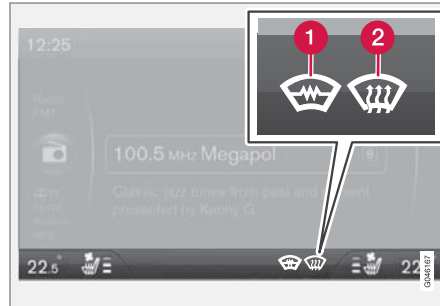 12:25
1
2
Radio
FM1
100.5 MHz Megapol
Classic jazz tunes from past and present
presented by Kenny G
22.5°
22
G046167